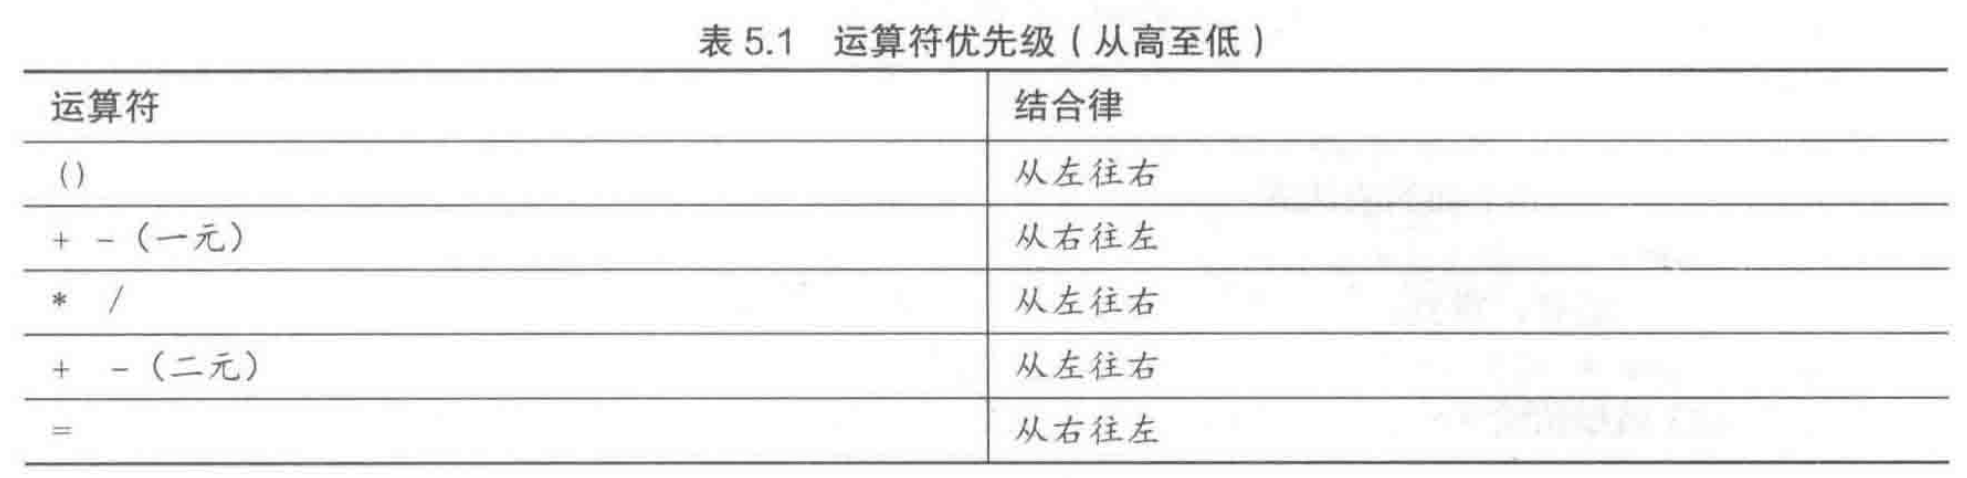 表 5.1 运算符优先级（从高至低）
运算符 结合律
() 从左往右
+ -（一元） 从右往左
* / 从左往右
+ -（二元） 从左往右
= 从右往左